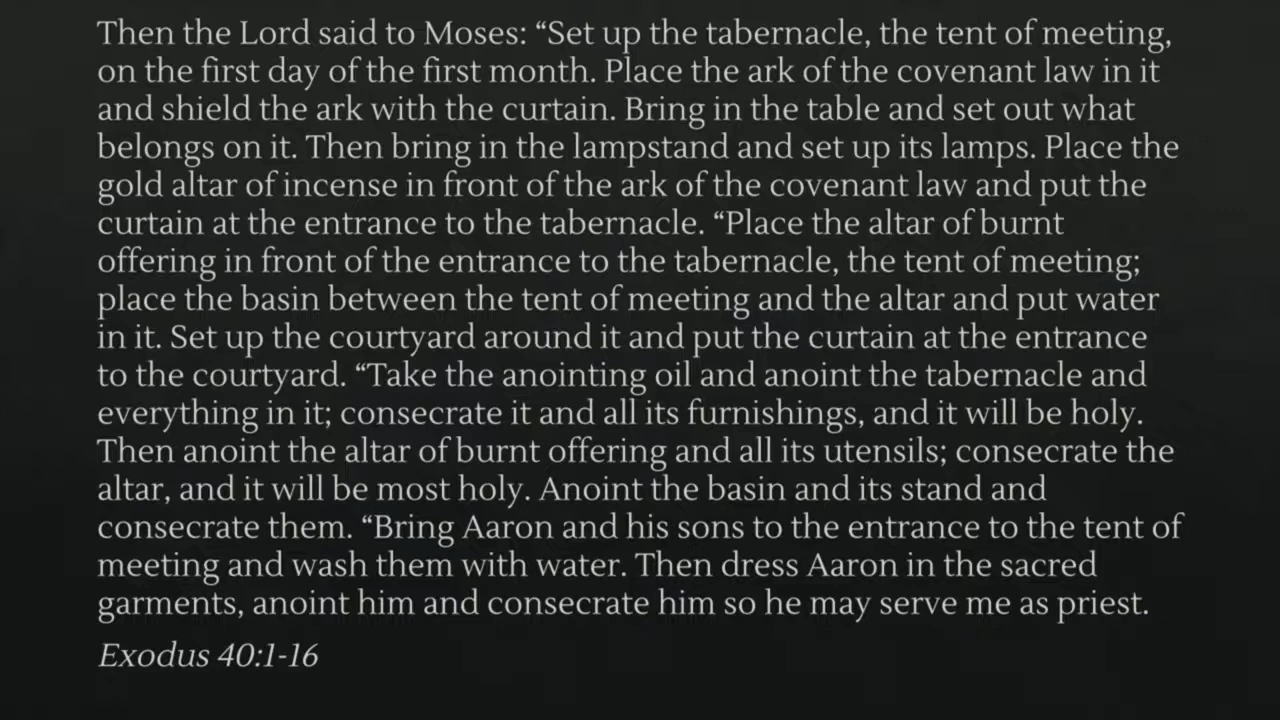 Then the Lord said to Moses: “Set up the tabernacle, the tent of meeting,
on the first day of the first month. Place the ark of the covenant law in it
and shield the ark with the curtain. Bring in the table and set out what
belongs on it. Then bring in the lampstand and set up its lamps. Place the
gold altar of incense in front of the ark of the covenant law and put the
curtain at the entrance to the tabernacle. “Place the altar of burnt
offering in front of the entrance to the tabernacle, the tent of meeting;
place the basin between the tent of meeting and the altar and put water
in it. Set up the courtyard around it and put the curtain at the entrance
to the courtyard. “Take the anointing oil and anoint the tabernacle and
everything in it; consecrate it and all its furnishings, and it will be holy.
Then anoint the altar of burnt offering and all its utensils; consecrate the
altar, and it will be most holy. Anoint the basin and its stand and
consecrate them. “Bring Aaron and his sons to the entrance to the tent of
meeting and wash them with water. Then dress Aaron in the sacred
garments, anoint him and consecrate him so he may serve me as priest.
Exodus 40:1-16